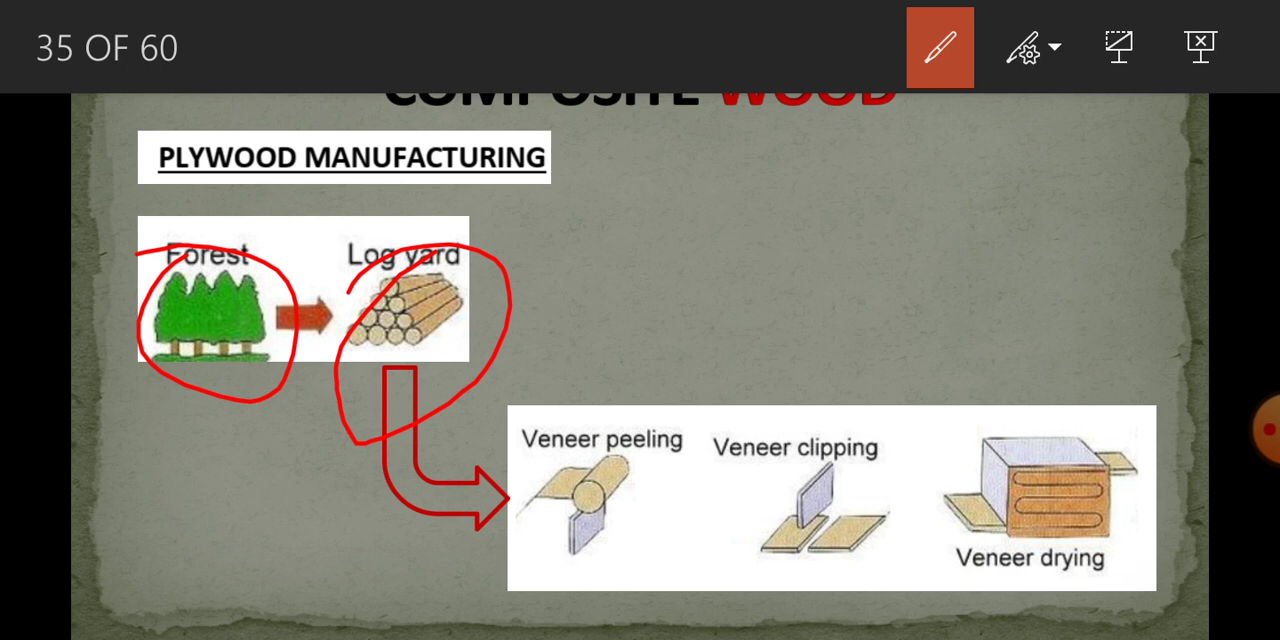 35 OF 60
COMPOSITE WOOD
PLYWOOD MANUFACTURING
Forest
Log yard
Veneer peeling
Veneer clipping
Veneer drying